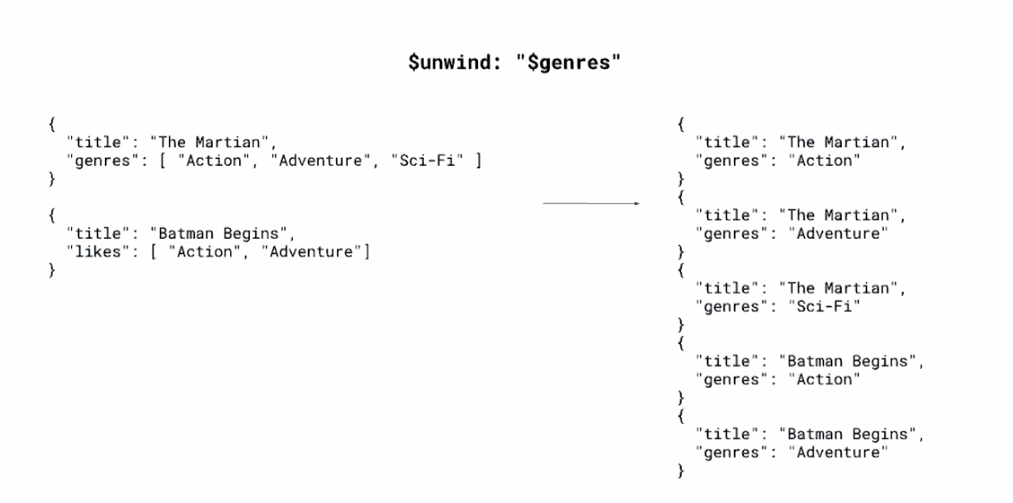 $unwind: "$genres"
{
"title": "The Martian",
"genres": [ "Action", "Adventure", "Sci-Fi" ]
}
{
"title": "Batman Begins",
"likes": [ "Action", "Adventure"]
}
{
"title": "The Martian",
"genres": "Action"
}
{
"title": "The Martian",
"genres": "Adventure"
}
{
"title": "The Martian",
"genres": "Sci-Fi"
}
{
"title": "Batman Begins",
"genres": "Action"
}
{
"title": "Batman Begins",
"genres": "Adventure"
}